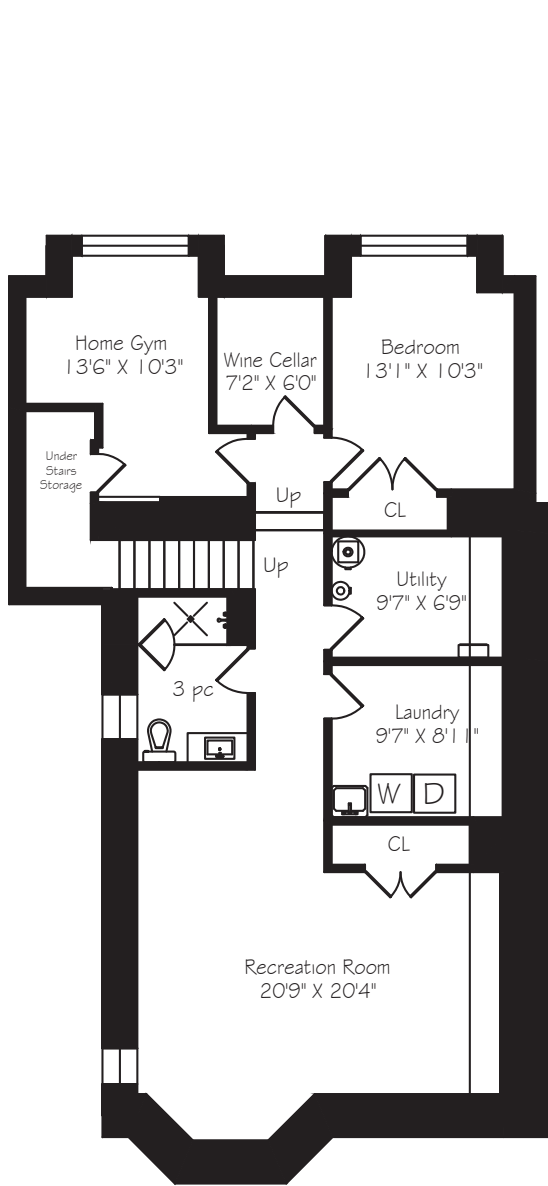 Home Gym
13'6" X 10'3"
Wine Cellar
7'2" X 6'0"
Bedroom
13'1" X 10'3"
Under
Stairs
Storage
Up
CL
Up
Utility
9'7" X 6'9"
3 pc
Laundry
9'7" X 8'11"
W
D
CL
Recreation Room
20'9" X 20'4"